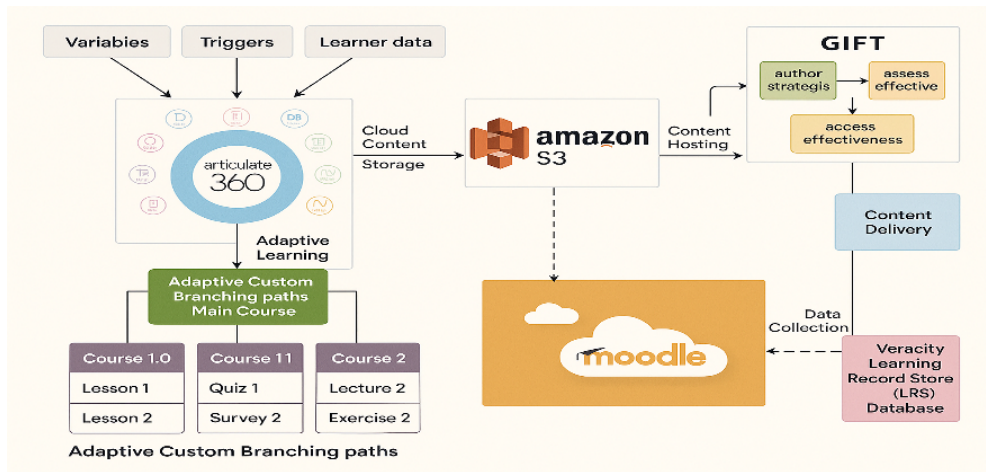 Variables
Triggers
Learner data
DB
TR
articulate
360
Cloud
Content
Storage
amazon
S3
Content
Hosting
GIFT
author
strategis
assess
effective
access
effectiveness
Content
Delivery
Adaptive
Learning
Adaptive Custom
Branching paths
Main Course
Course 1.0
Lesson 1
Lesson 2
Course 11
Quiz 1
Survey 2
Course 2
Lecture 2
Exercise 2
Adaptive Custom Branching paths
moodle
Data
Collection
Veracity
Learning
Record Store
(LRS)
Database